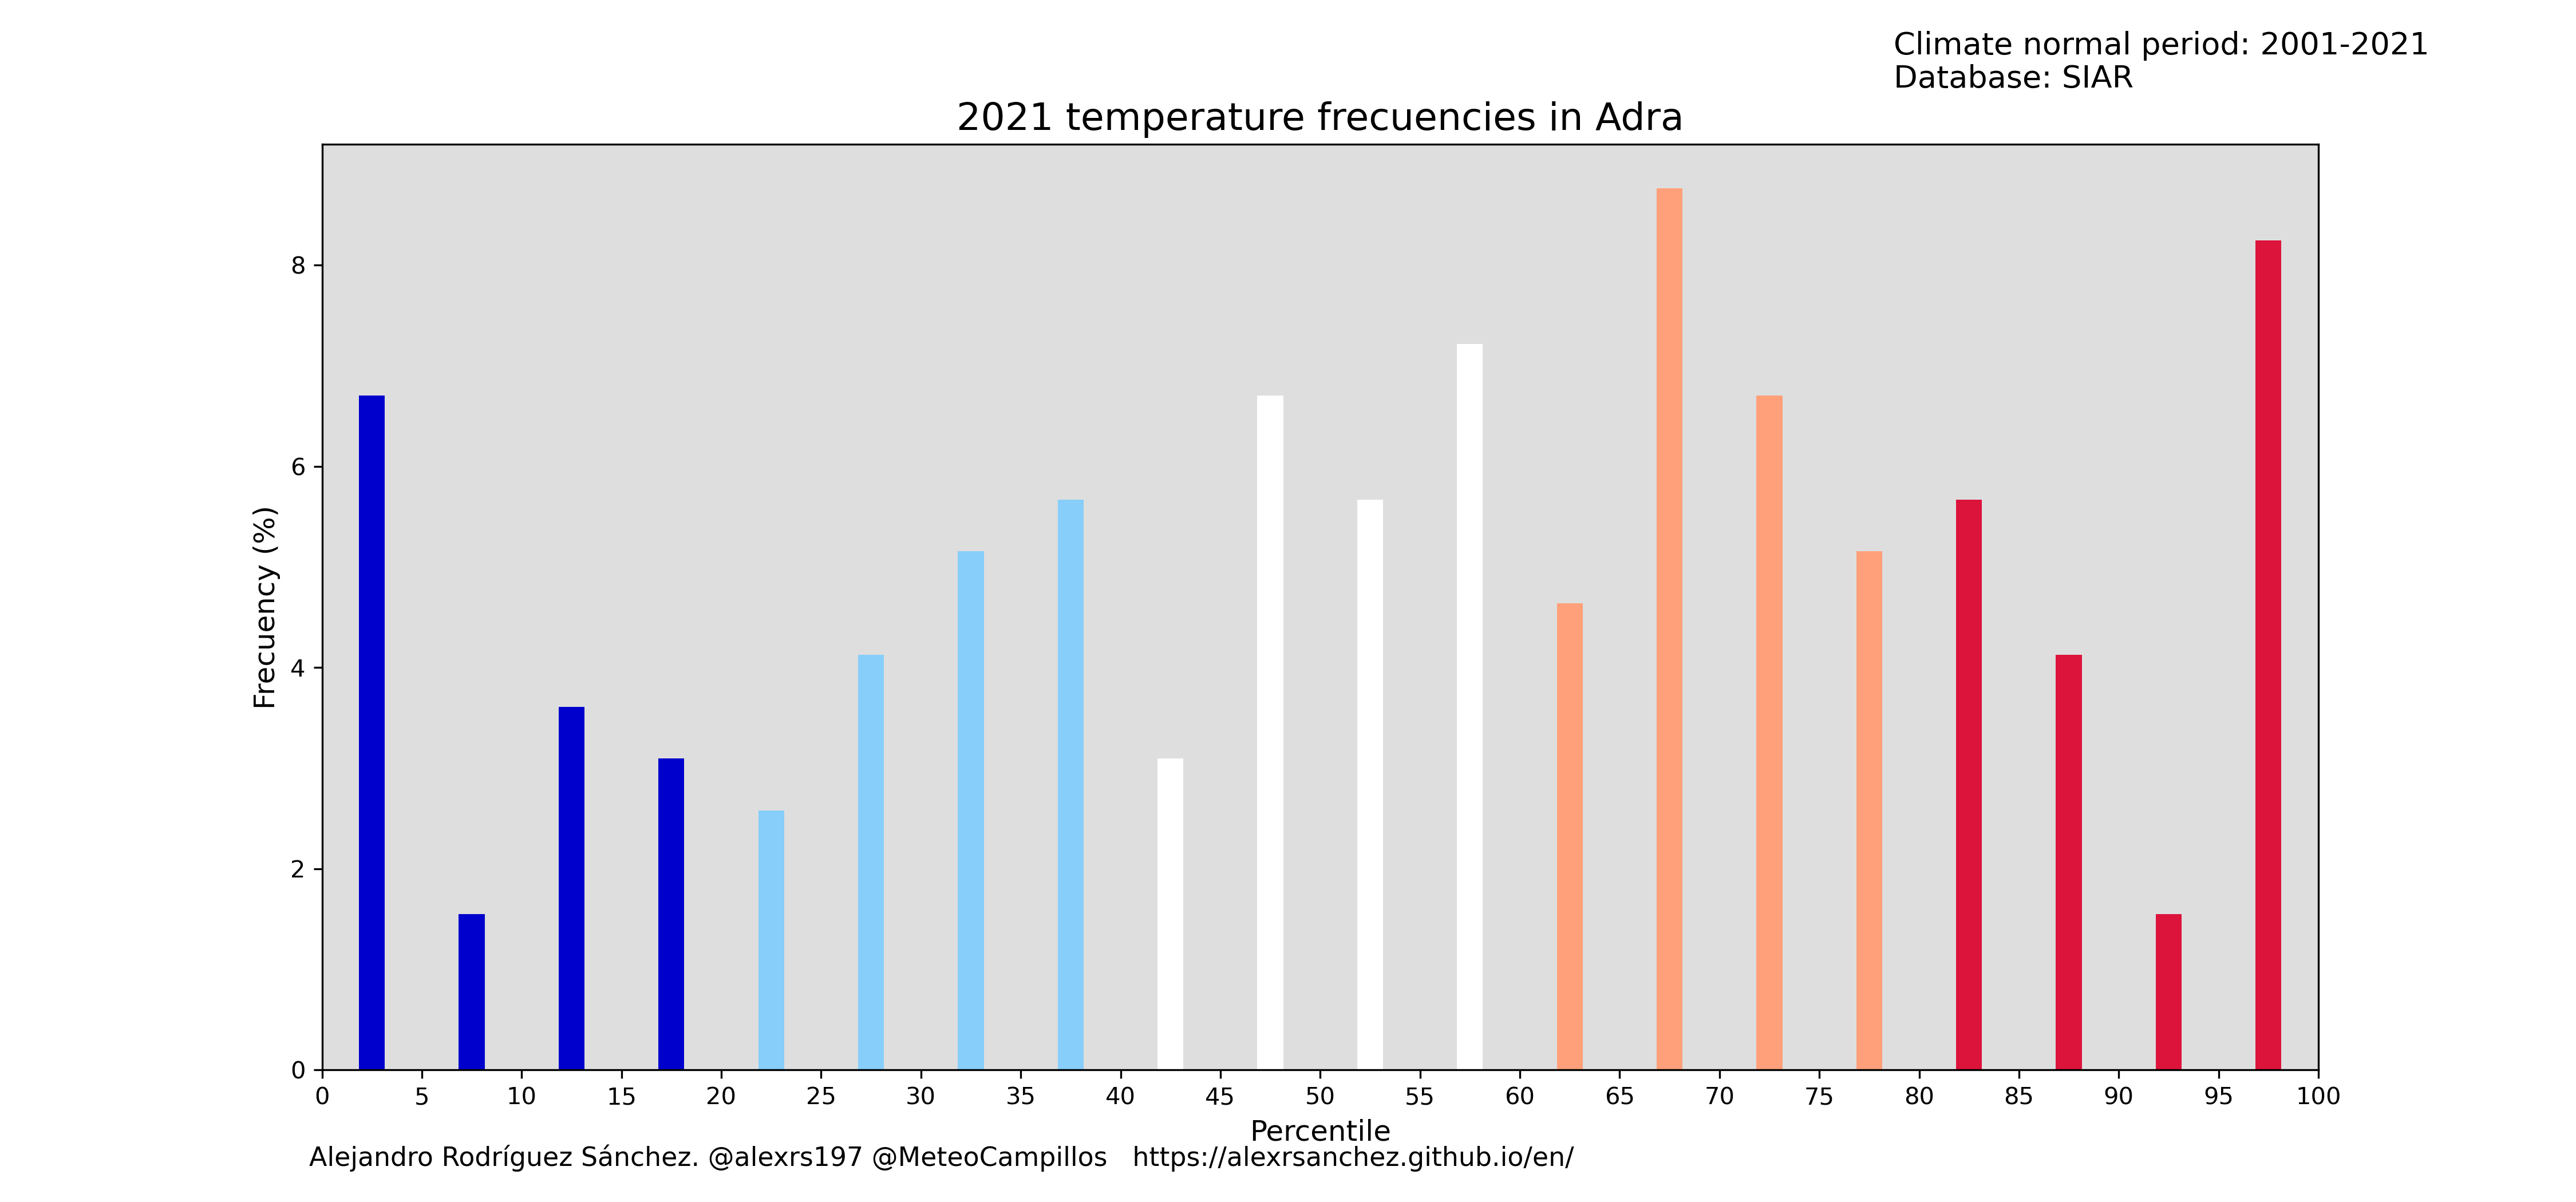 Climate normal period: 2001-2021
Database: SIAR
2021 temperature frecuencies in Adra
Frecuency (%)
8
6
4
2
0
0 5 10 15 20 25 30 35 40 45 50 55 60 65 70 75 80 85 90 95 100
Percentile
Alejandro Rodríguez Sánchez. @alexrs197 @MeteoCampillos https://alexrsanchez.github.io/en/